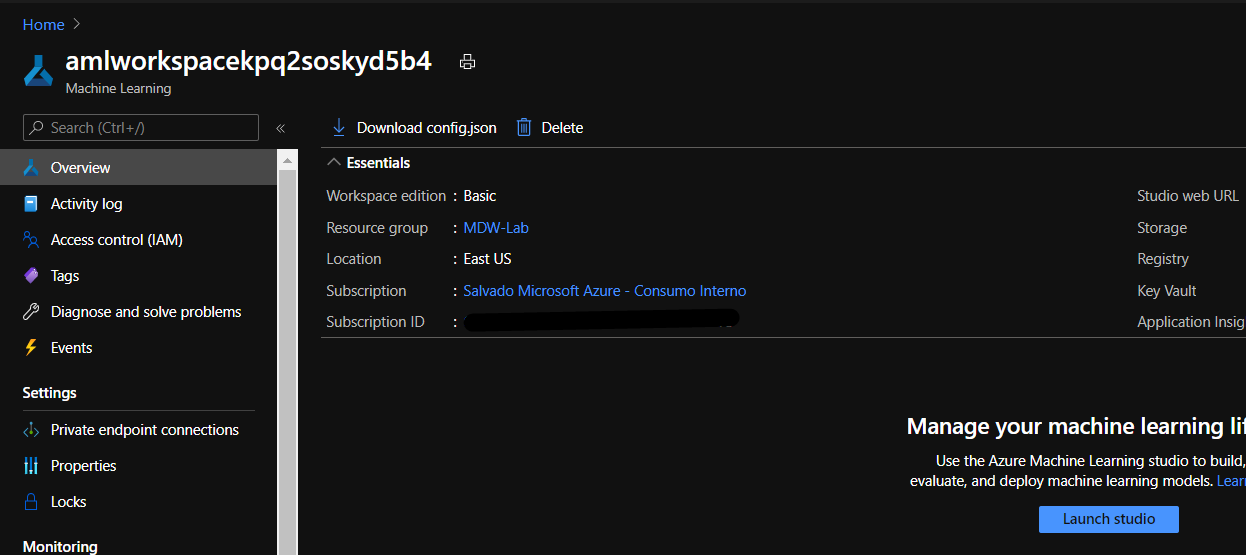 Home >
amlworkspacekpq2soskyd5b4
Machine Learning
Search (Ctrl+/)
«
Overview
Activity log
Access control (IAM)
Tags
Diagnose and solve problems
Events
Settings
Private endpoint connections
Properties
Locks
Monitoring
Download config.json
Delete
Essentials
Workspace edition : Basic
Resource group : MDW-Lab
Location : East US
Subscription : Salvado Microsoft Azure - Consumo Interno
Subscription ID :
Studio web URL
Storage
Registry
Key Vault
Application Insig
Manage your machine learning lif
Use the Azure Machine Learning studio to build,
evaluate, and deploy machine learning models. Lear
Launch studio